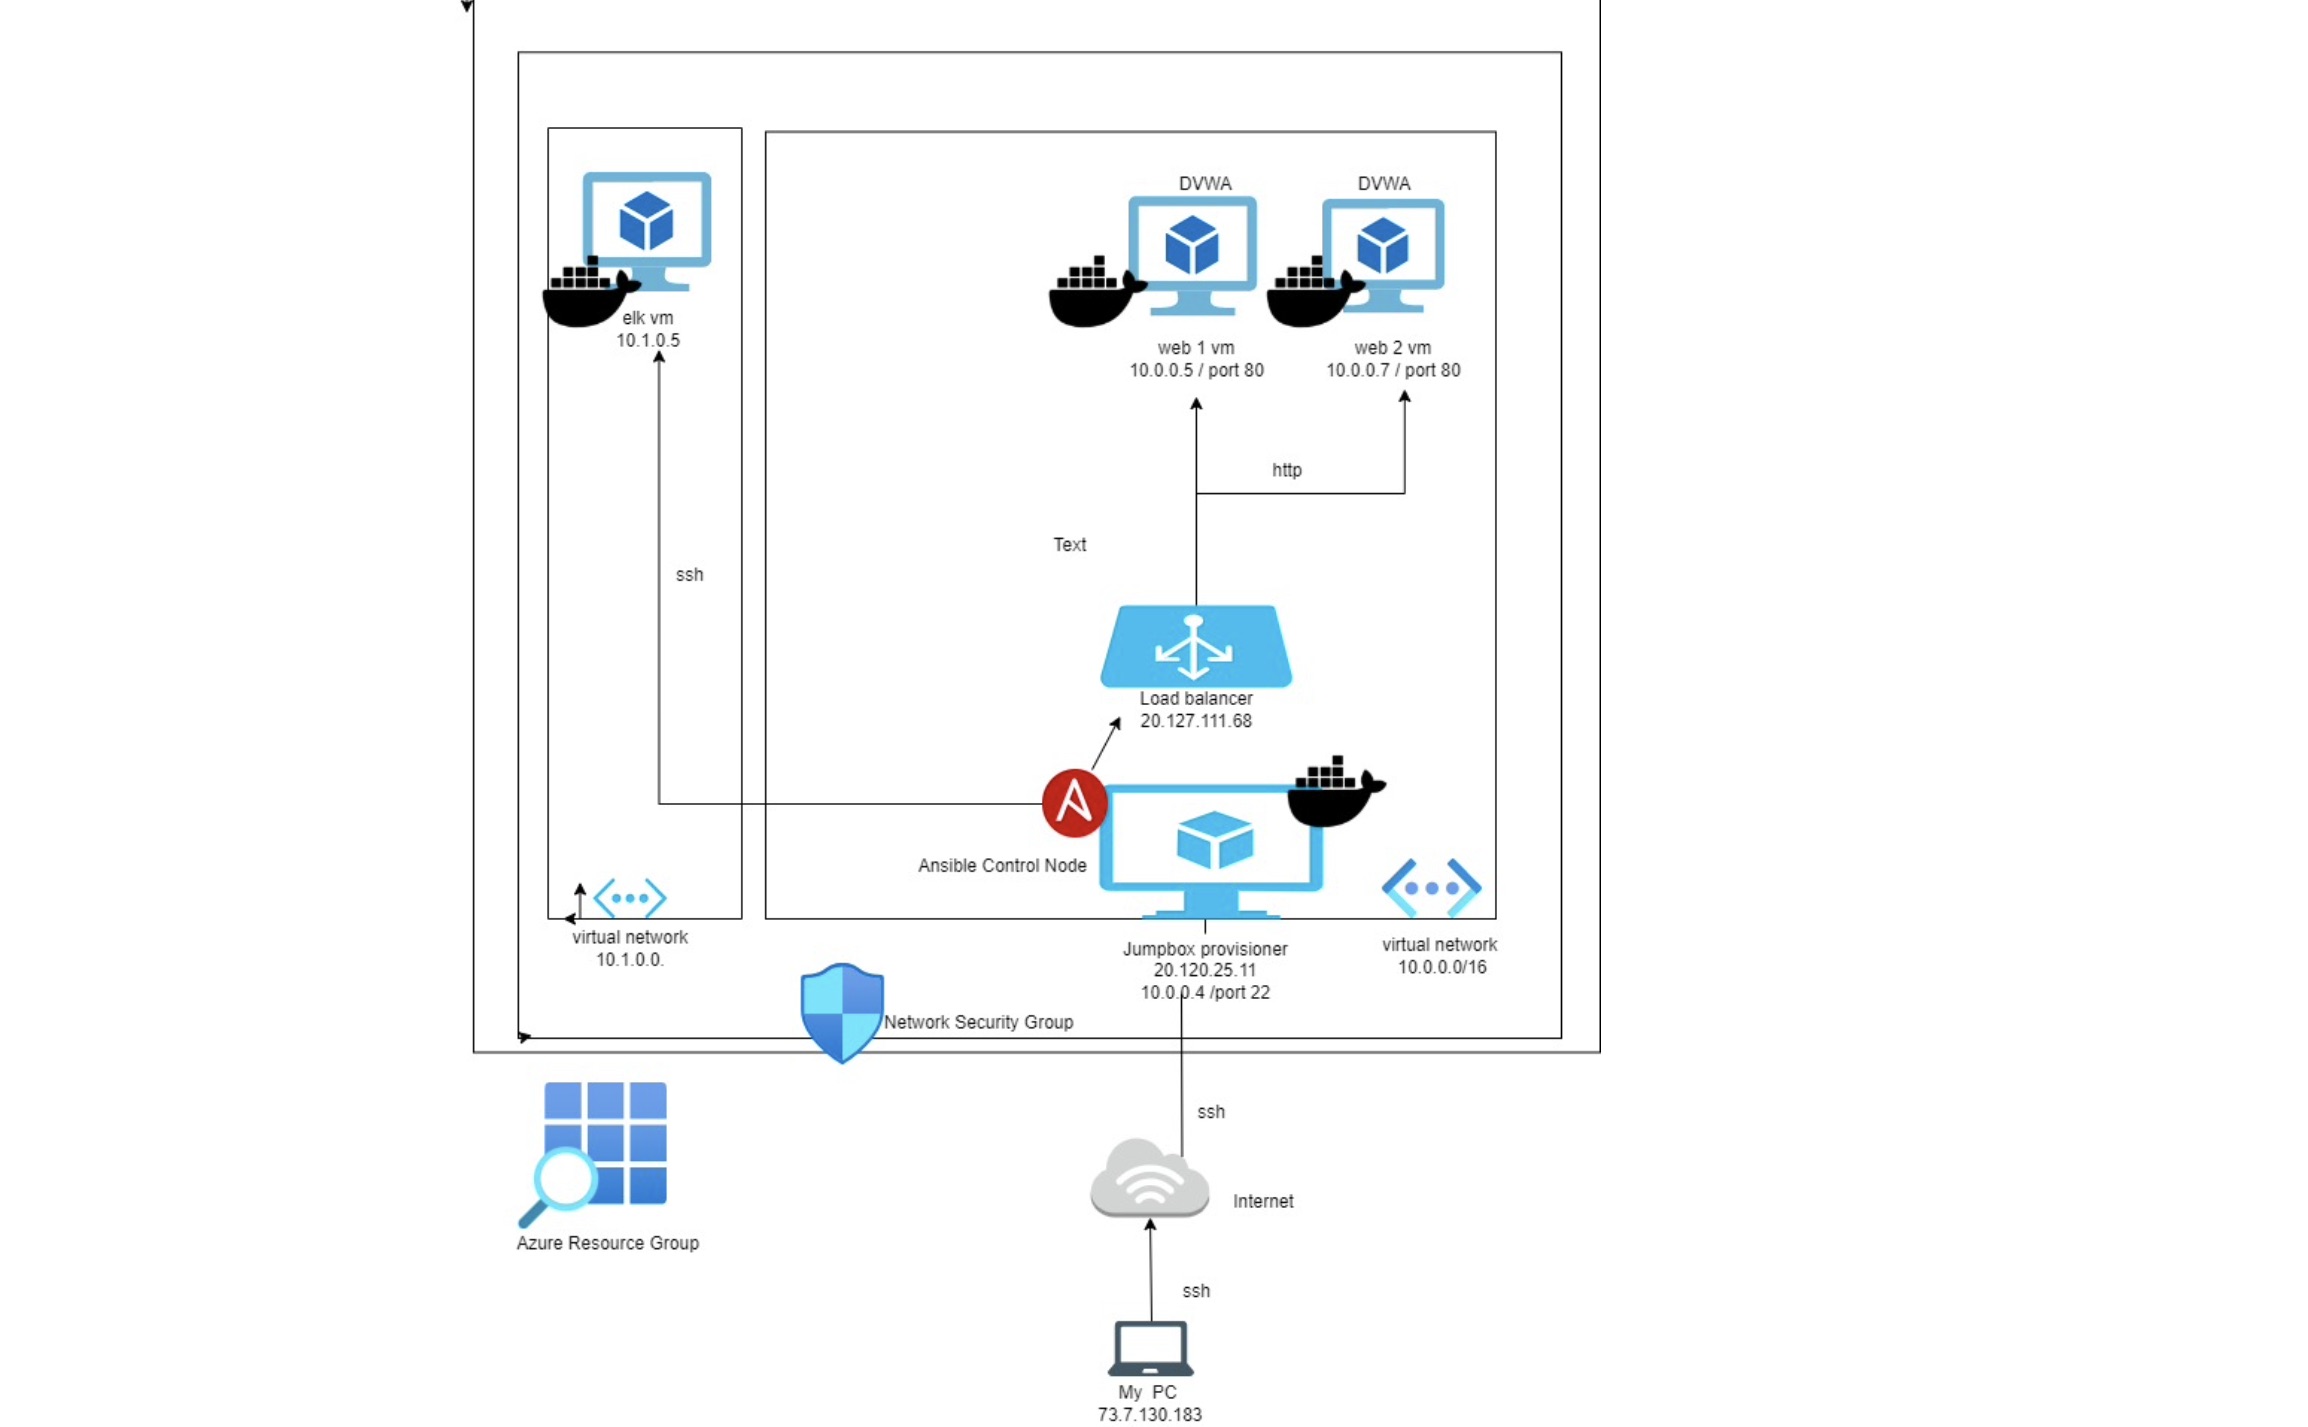 DVWA
DVWA
elk vm
10.1.0.5
web 1 vm
10.0.0.5 / port 80
web 2 vm
10.0.0.7 / port 80
http
Text
ssh
Load balancer
20.127.111.68
Ansible Control Node
virtual network
10.1.0.0.
Jumpbox provisioner
20.120.25.11
10.0.0.4 /port 22
virtual network
10.0.0.0/16
Network Security Group
ssh
Internet
Azure Resource Group
ssh
My PC
73.7.130.183